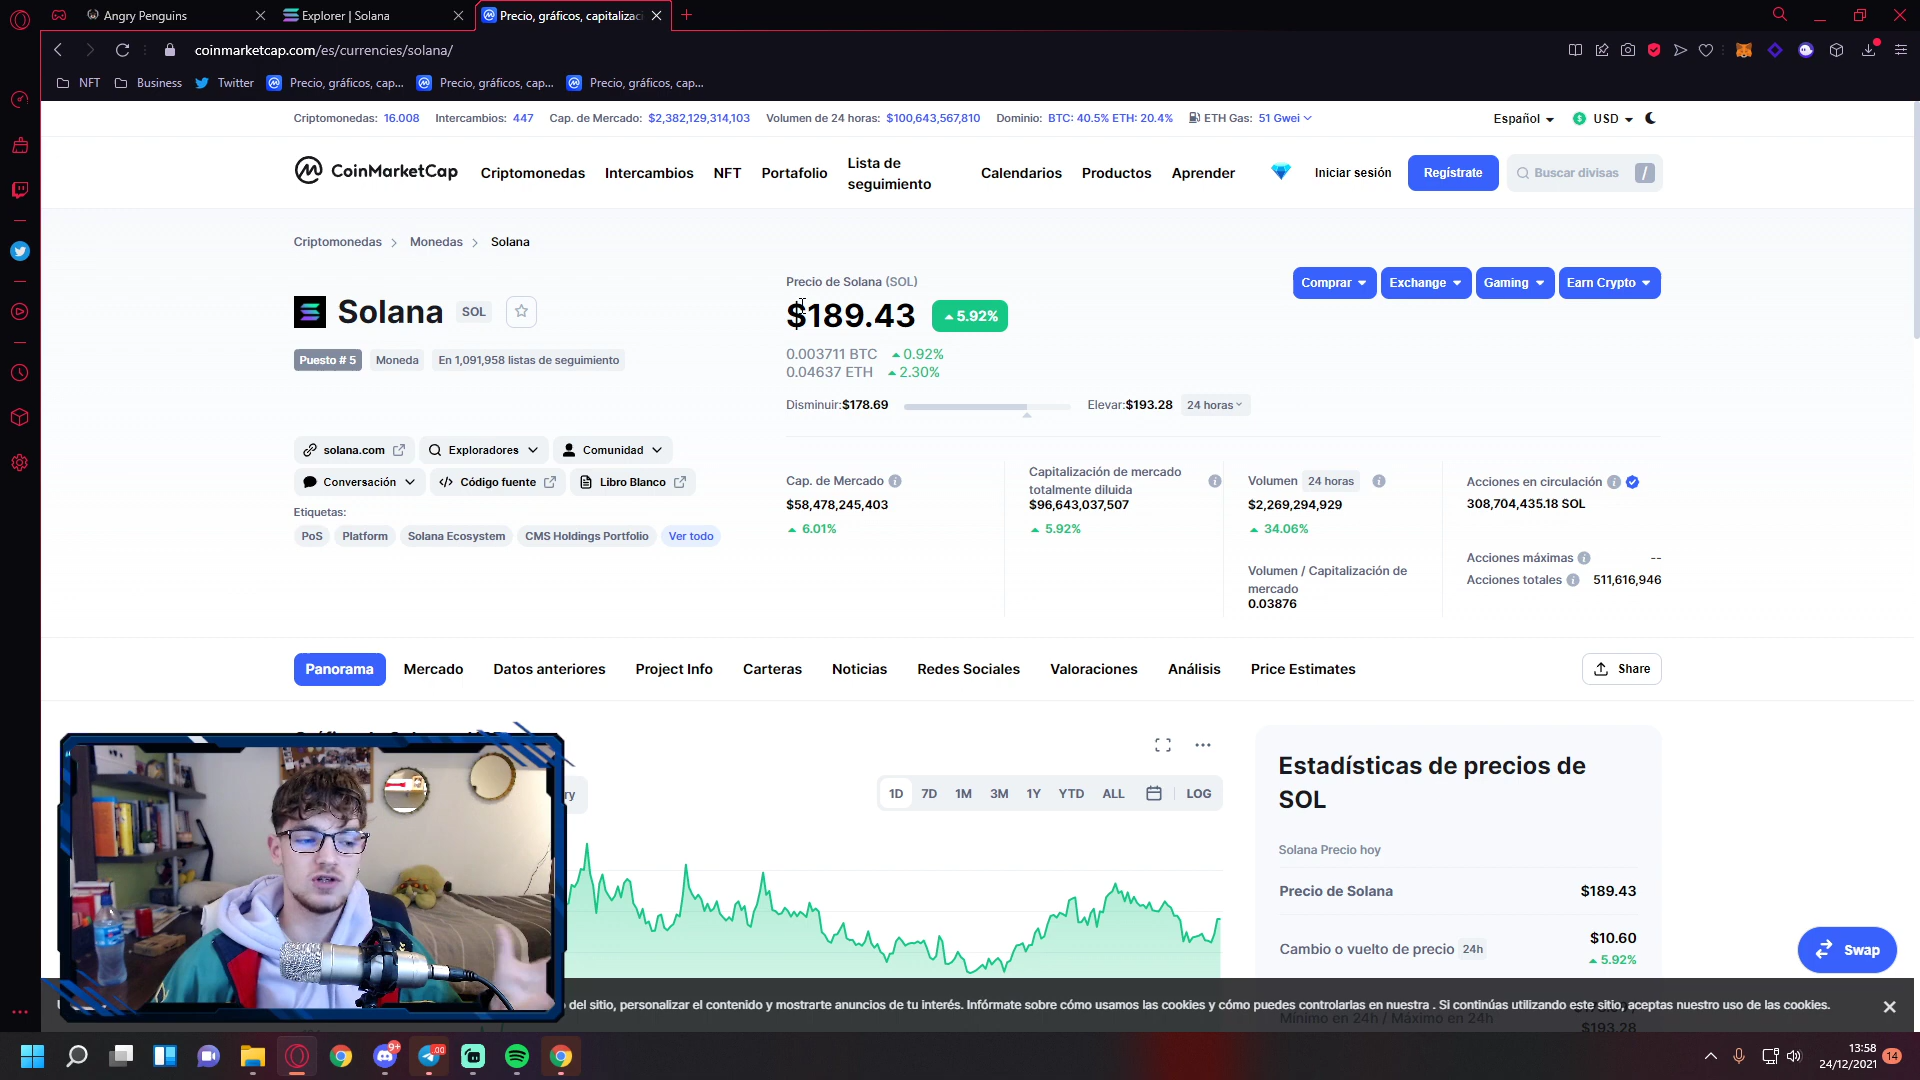 Angry Penguins
Explorer | Solana
Precio, gráficos, capitalizac
coinmarketcap.com/es/currencies/solana/
NFT
Business
Twitter
Precio, gráficos, cap...
Precio, gráficos, cap...
Precio, gráficos, cap...
Criptomonedas: 16.008
Intercambios: 447
Cap. de Mercado: $2,382,129,314,103
Volumen de 24 horas: $100,643,567,810
Dominio: BTC: 40.5% ETH: 20.4%
ETH Gas: 51 Gwei
Español
USD
CoinMarketCap
Criptomonedas
Intercambios
NFT
Portafolio
Lista de
seguimiento
Calendarios
Productos
Aprender
Iniciar sesión
Regístrate
Buscar divisas
/
Criptomonedas
Monedas
Solana
Solana
SOL
Puesto # 5
Moneda
En 1,091,958 listas de seguimiento
Precio de Solana (SOL)
$189.43
5.92%
0.003711 BTC
0.92%
0.04637 ETH
2.30%
Disminuir:$178.69
Elevar:$193.28
24 horas
Comprar
Exchange
Gaming
Earn Crypto
solana.com
Exploradores
Comunidad
Conversación
Código fuente
Libro Blanco
Etiquetas:
PoS
Platform
Solana Ecosystem
CMS Holdings Portfolio
Ver todo
Cap. de Mercado
$58,478,245,403
6.01%
Capitalización de mercado
totalmente diluida
$96,643,037,507
5.92%
Volumen
24 horas
$2,269,294,929
34.06%
Volumen / Capitalización de
mercado
0.03876
Acciones en circulación
308,704,435.18 SOL
Acciones máximas
--
Acciones totales
511,616,946
Panorama
Mercado
Datos anteriores
Project Info
Carteras
Noticias
Redes Sociales
Valoraciones
Análisis
Price Estimates
Share
ry
1D
7D
1M
3M
1Y
YTD
ALL
LOG
Estadísticas de precios de
SOL
Solana Precio hoy
Precio de Solana
$189.43
Cambio o vuelto de precio
24h
$10.60
5.92%
Swap
del sitio, personalizar el contenido y mostrarte anuncios de tu interés. Infórmate sobre cómo usamos las cookies y cómo puedes controlarlas en nuestra . Si continúas utilizando este sitio, aceptas nuestro uso de las cookies.
Mínimo en 24h / Máximo en 24h
$193.28
9+
13:58
24/12/2021
14